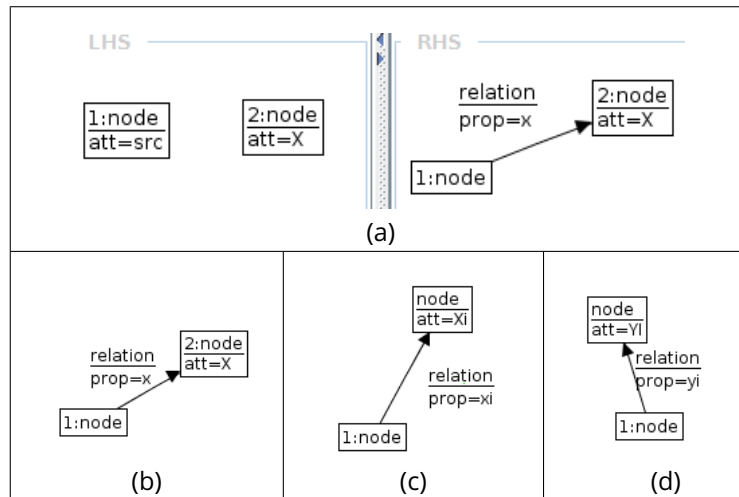 LHS
RHS
1:node
att=src
2:node
att=X
relation
prop=x
2:node
att=X
1:node
(a)
relation
prop=x
2:node
att=X
1:node
(b)
node
att=Xi
relation
prop=xi
1:node
(c)
node
att=YI
relation
prop=yi
1:node
(d)